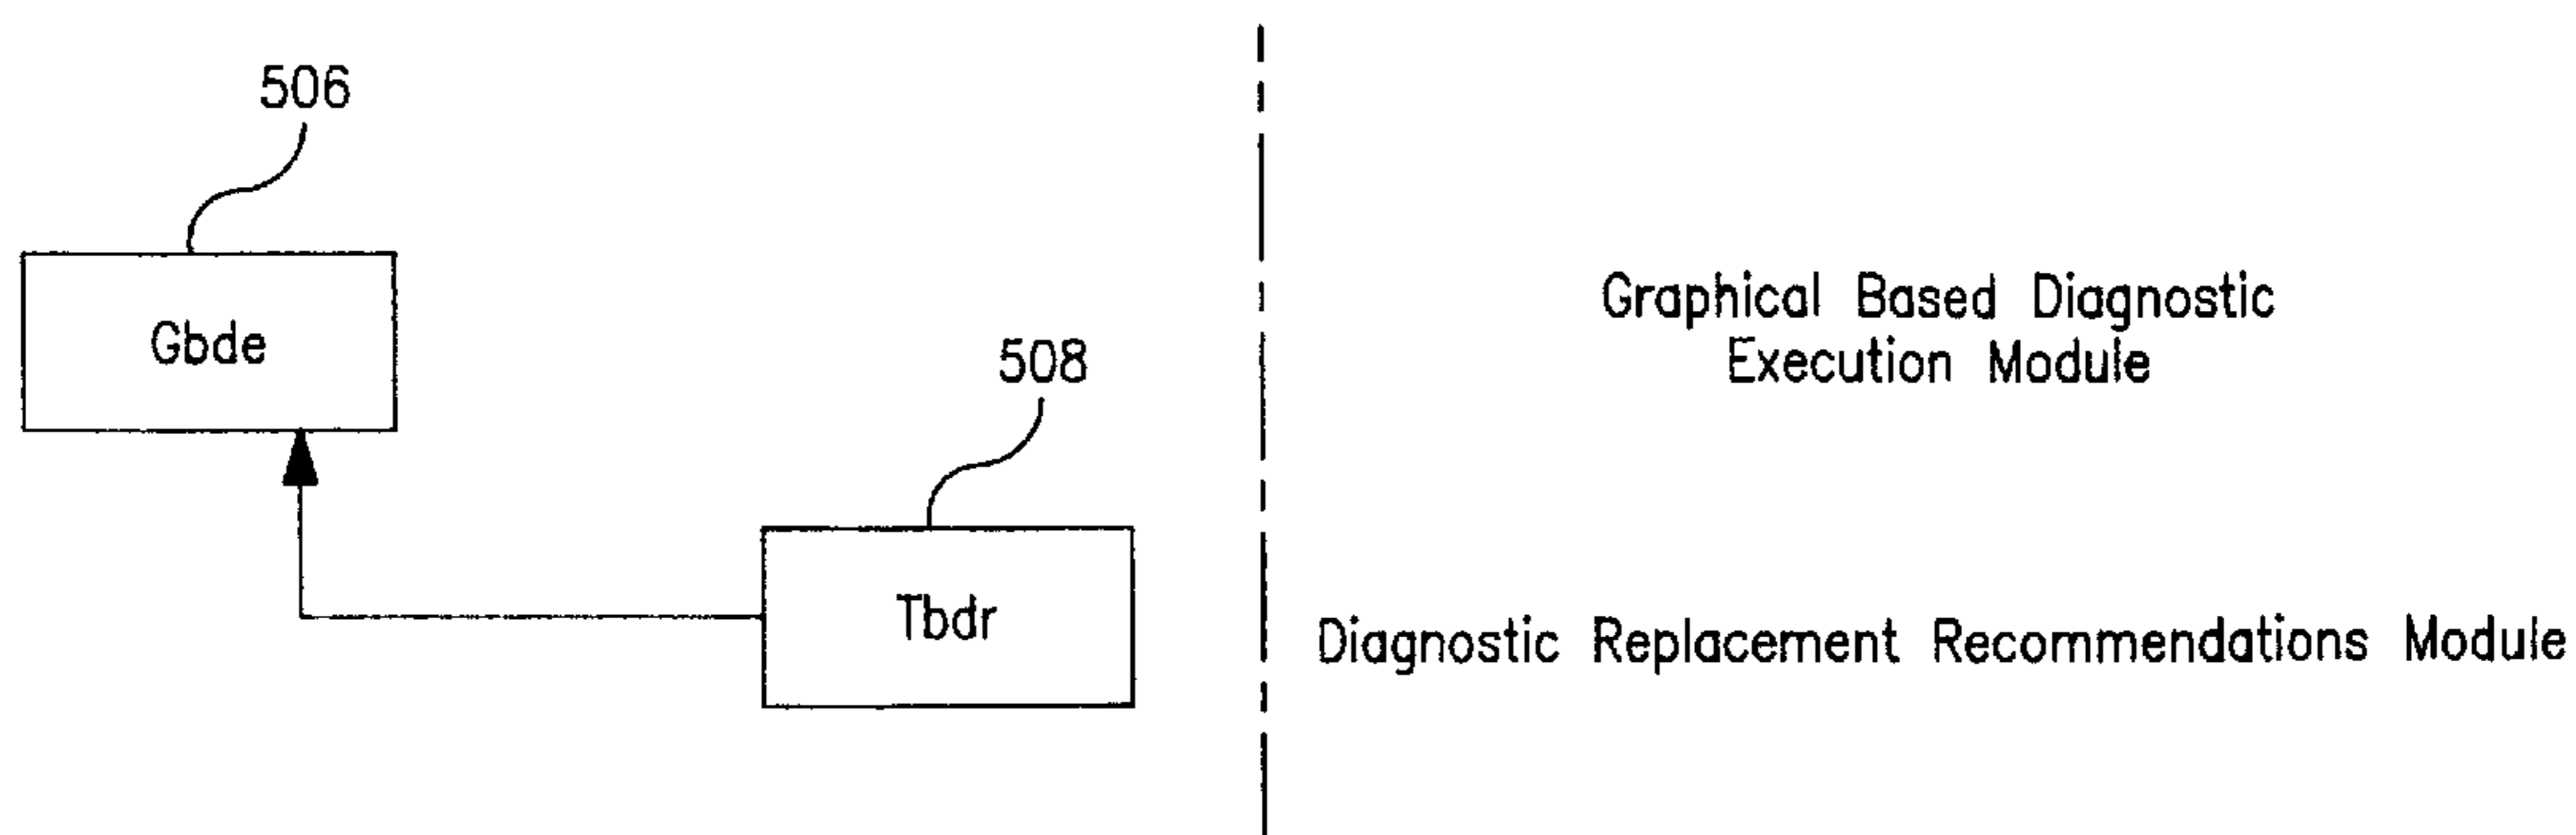 506
Gbde
508
Tbdr
Graphical Based Diagnostic
Execution Module
Diagnostic Replacement Recommendations Module